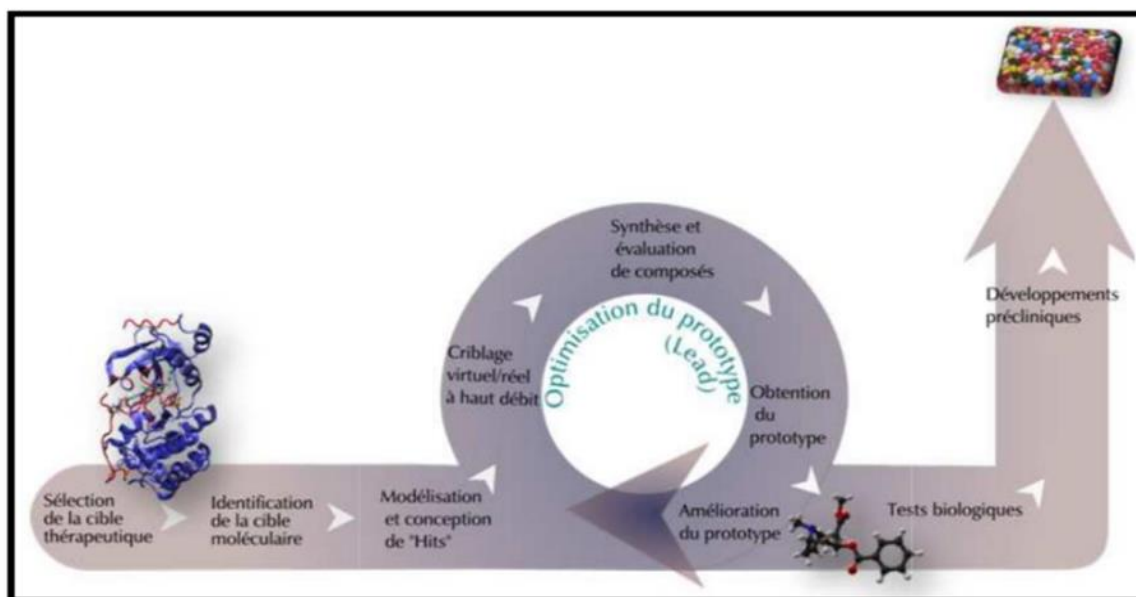 Sélection
de la cible
thérapeutique
Identification
de la cible
moléculaire
Modélisation
et conception
de "Hits"
Criblage
virtuel/réel
à haut débit
Synthèse et
évaluation
de composés
Optimisation du prototype
(Lead)
Obtention
du
prototype
Amélioration
du prototype
Tests biologiques
Développements
précliniques